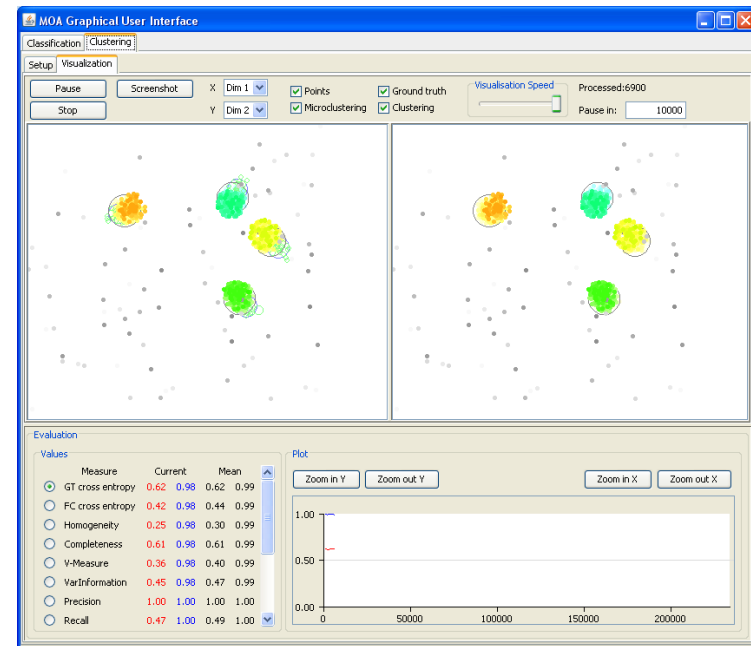 MOA Graphical User Interface
Classification Clustering
Setup Visualization
Pause Screenshot X Dim 1 Points Ground truth Visualisation Speed Processed:6900
Stop Y Dim 2 Microclustering Clustering Pause in: 10000
Evaluation
Values Plot
Measure Current Mean
Zoom in Y Zoom out Y Zoom in X Zoom out X
GT cross entropy 0.62 0.98 0.62 0.99
FC cross entropy 0.42 0.98 0.44 0.99
Homogeneity 0.25 0.98 0.30 0.99
Completeness 0.61 0.98 0.61 0.99
V-Measure 0.36 0.98 0.40 0.99
VarInformation 0.45 0.98 0.47 0.99
Precision 1.00 1.00 1.00 1.00
Recall 0.47 1.00 0.49 1.00
1.00
0.50
0.00
0 50000 100000 150000 200000